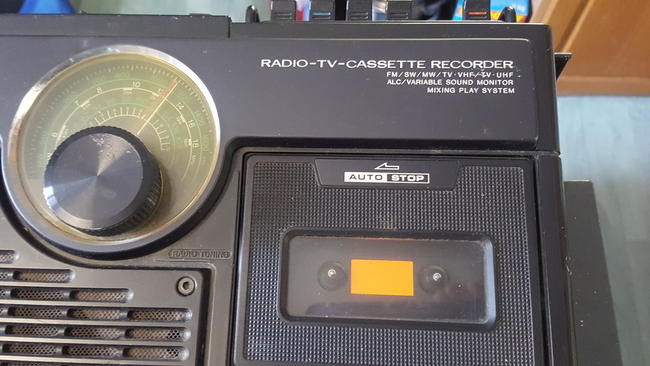 RADIO-TV-CASSETTE RECORDER
FM/SW/MW/TV·VHF/TV·UHF
ALC/VARIABLE SOUND MONITOR
MIXING PLAY SYSTEM
AUTO STOP
RADIO TUNING